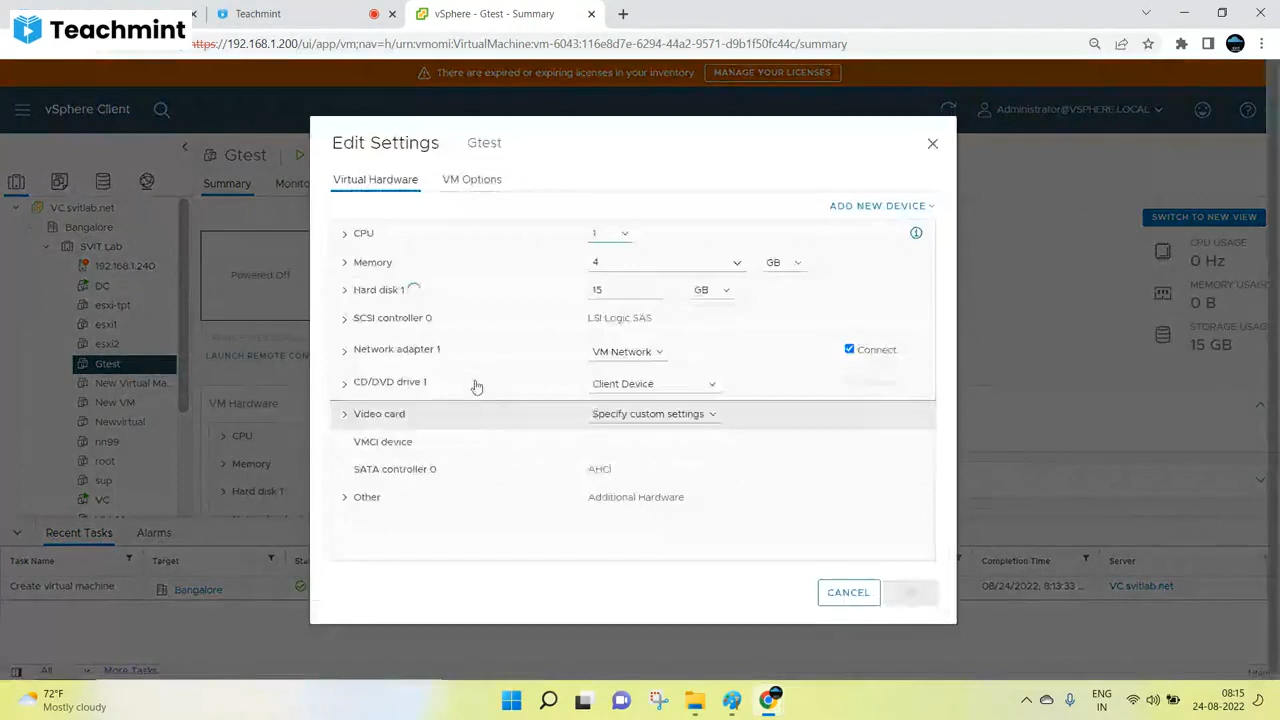 Teachmint
Teachmint
vSphere - Gtest - Summary
https://192.168.1.200/ui/app/vm;nav=h/urn:vmomi:VirtualMachine:vm-6043:116e8d7e-6294-44a2-9571-d9b1f50fc44c/summary
There are expired or expiring licenses in your inventory.
MANAGE YOUR LICENSES
vSphere Client
Administrator@VSPHERE.LOCAL
Gtest
Summary
Monito
SWITCH TO NEW VIEW
VC.svitlab.net
Bangalore
SVIT Lab
192.168.1.240
DC
esxi-tpt
esxi1
esxi2
Gtest
New Virtual Ma...
New VM
Newvirtual
nn99
root
sup
VC
Powered Off
LAUNCH REMOTE CON
VM Hardware
CPU
Memory
Hard disk 1
CPU USAGE
0 Hz
MEMORY USAG
0 B
STORAGE USAG
15 GB
Edit Settings
Gtest
Virtual Hardware
VM Options
ADD NEW DEVICE
CPU
1
Memory
4
GB
Hard disk 1
15
GB
SCSI controller 0
LSI Logic SAS
Network adapter 1
VM Network
Connect
CD/DVD drive 1
Client Device
Video card
Specify custom settings
VMCI device
SATA controller 0
AHCI
Other
Additional Hardware
CANCEL
Recent Tasks
Alarms
Task Name
Target
Sta
Completion Time
Server
Create virtual machine
Bangalore
08/24/2022, 8:13:33 ...
VC.svitlab.net
All
More Tasks
72°F
Mostly cloudy
ENG
IN
08:15
24-08-2022